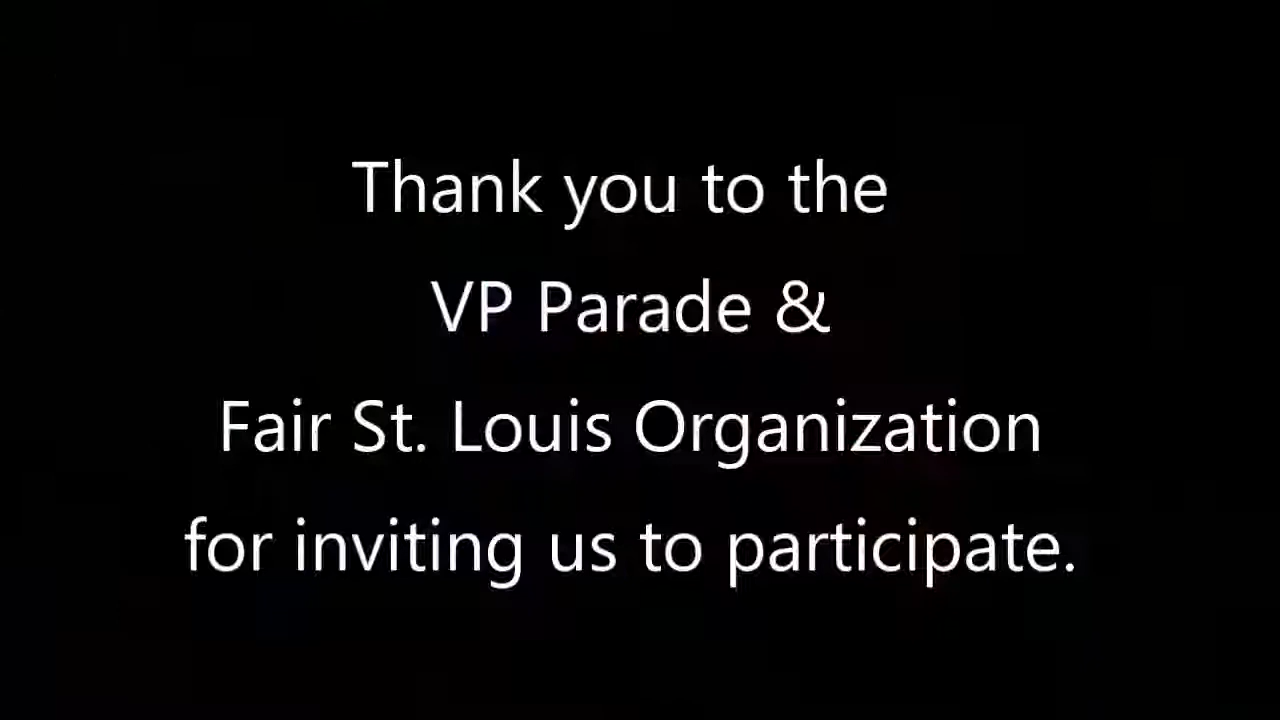 Thank you to the
VP Parade &
Fair St. Louis Organization
for inviting us to participate.